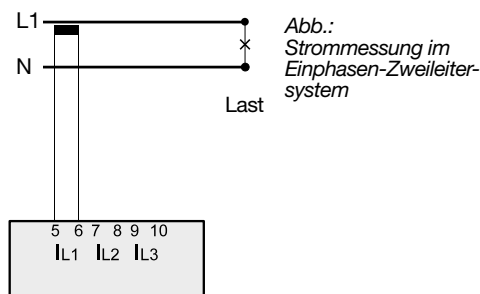 L1
N
Last
Abb.:
Strommessung im
Einphasen-Zweileiter-
system
5 6 7 8 9 10
IL1 IL2 IL3